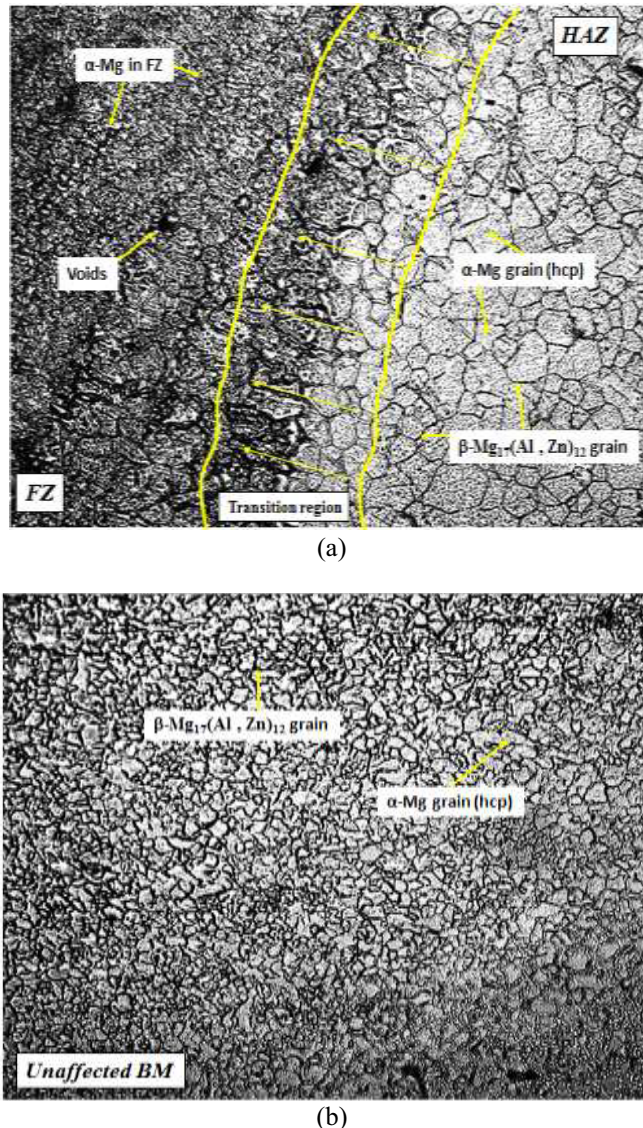 HAZ
α-Mg in FZ
Voids
α-Mg grain (hcp)
β-Mg₁₇(Al , Zn)₁₂ grain
FZ
Transition region
(a)
β-Mg₁₇(Al , Zn)₁₂ grain
α-Mg grain (hcp)
Unaffected BM
(b)